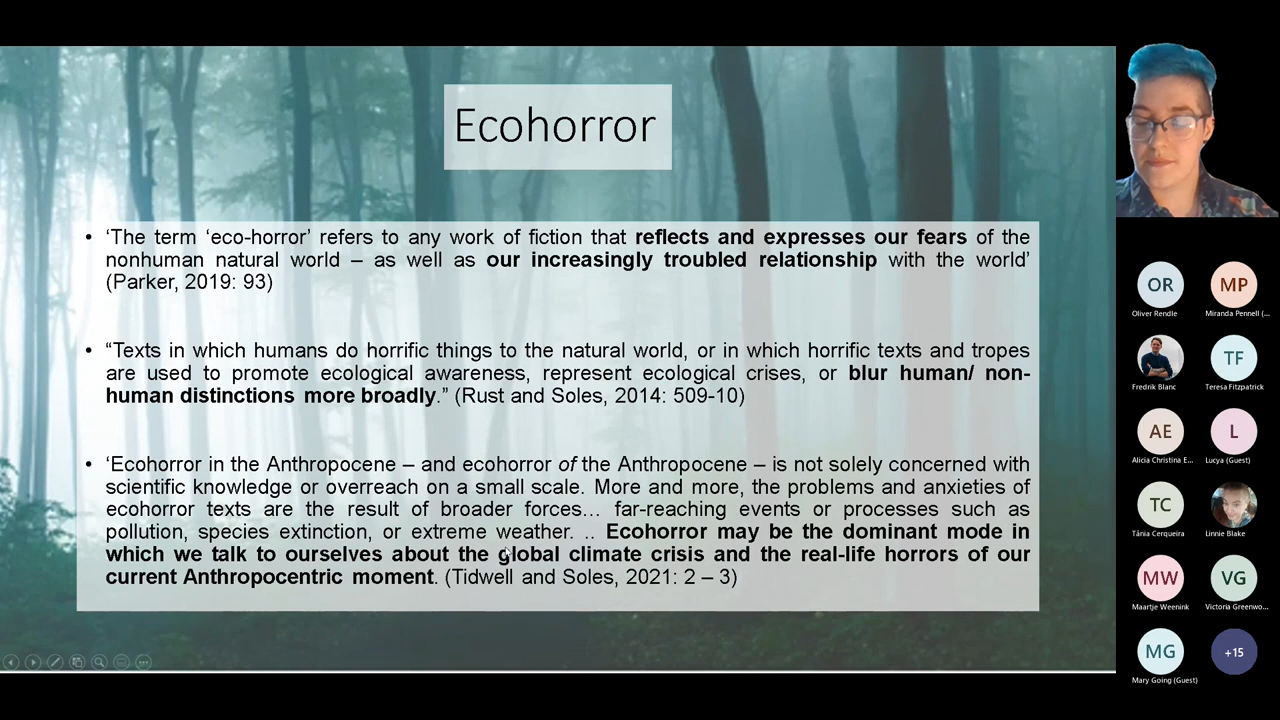 Ecohorror
• ‘The term ‘eco-horror’ refers to any work of fiction that reflects and expresses our fears of the
nonhuman natural world – as well as our increasingly troubled relationship with the world’
(Parker, 2019: 93)
• “Texts in which humans do horrific things to the natural world, or in which horrific texts and tropes
are used to promote ecological awareness, represent ecological crises, or blur human/ non-
human distinctions more broadly.” (Rust and Soles, 2014: 509-10)
• ‘Ecohorror in the Anthropocene – and ecohorror of the Anthropocene – is not solely concerned with
scientific knowledge or overreach on a small scale. More and more, the problems and anxieties of
ecohorror texts are the result of broader forces... far-reaching events or processes such as
pollution, species extinction, or extreme weather. .. Ecohorror may be the dominant mode in
which we talk to ourselves about the global climate crisis and the real-life horrors of our
current Anthropocentric moment. (Tidwell and Soles, 2021: 2 – 3)
OR
MP
Oliver Rendle
Miranda Pennell (...
TF
Fredrik Blanc
Teresa Fitzpatrick
AE
L
Alicia Christina E...
Lucya (Guest)
TC
Tânia Cerqueira
Linnie Blake
MW
VG
Maartje Weenink
Victoria Greenwo...
MG
+15
Mary Going (Guest)